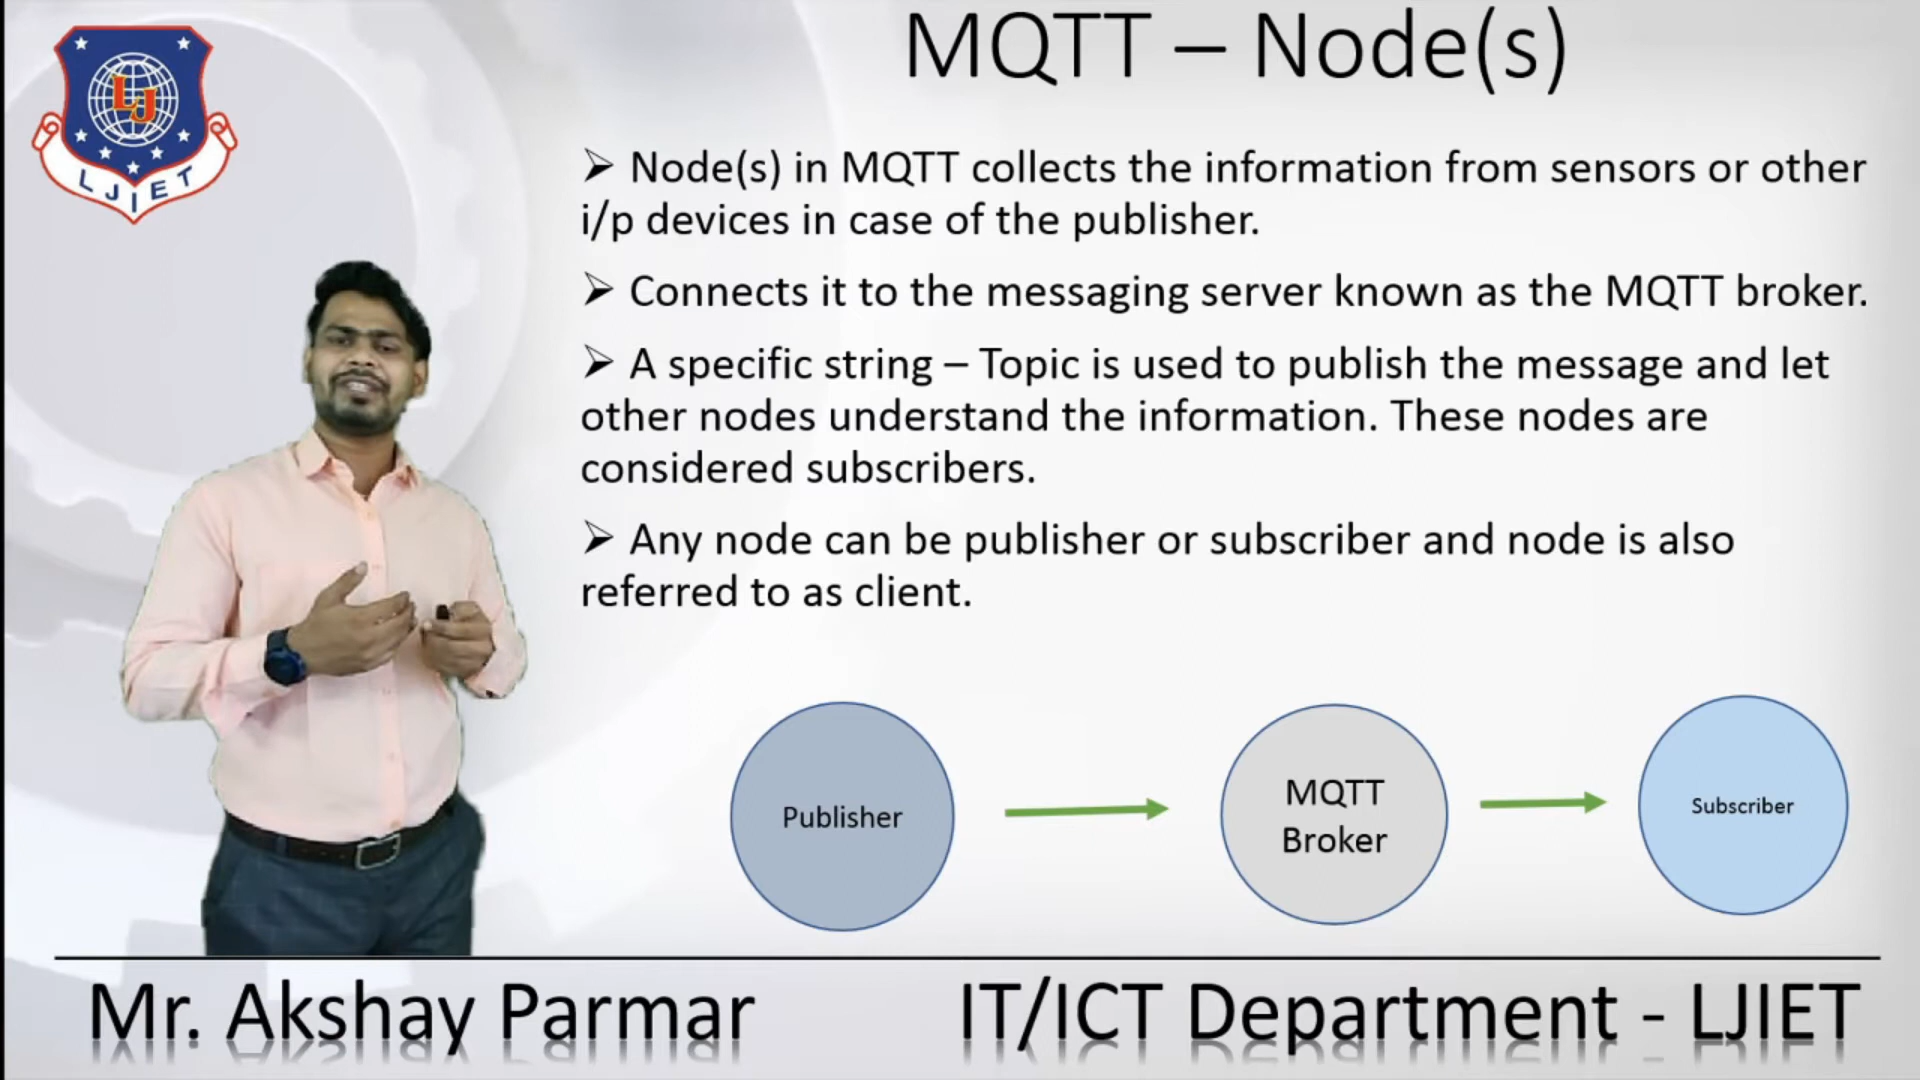 LJ
LJIET
MQTT – Node(s)
➢ Node(s) in MQTT collects the information from sensors or other
i/p devices in case of the publisher.
➢ Connects it to the messaging server known as the MQTT broker.
➢ A specific string – Topic is used to publish the message and let
other nodes understand the information. These nodes are
considered subscribers.
➢ Any node can be publisher or subscriber and node is also
referred to as client.
Publisher
MQTT
Broker
Subscriber
Mr. Akshay Parmar
IT/ICT Department - LJIET